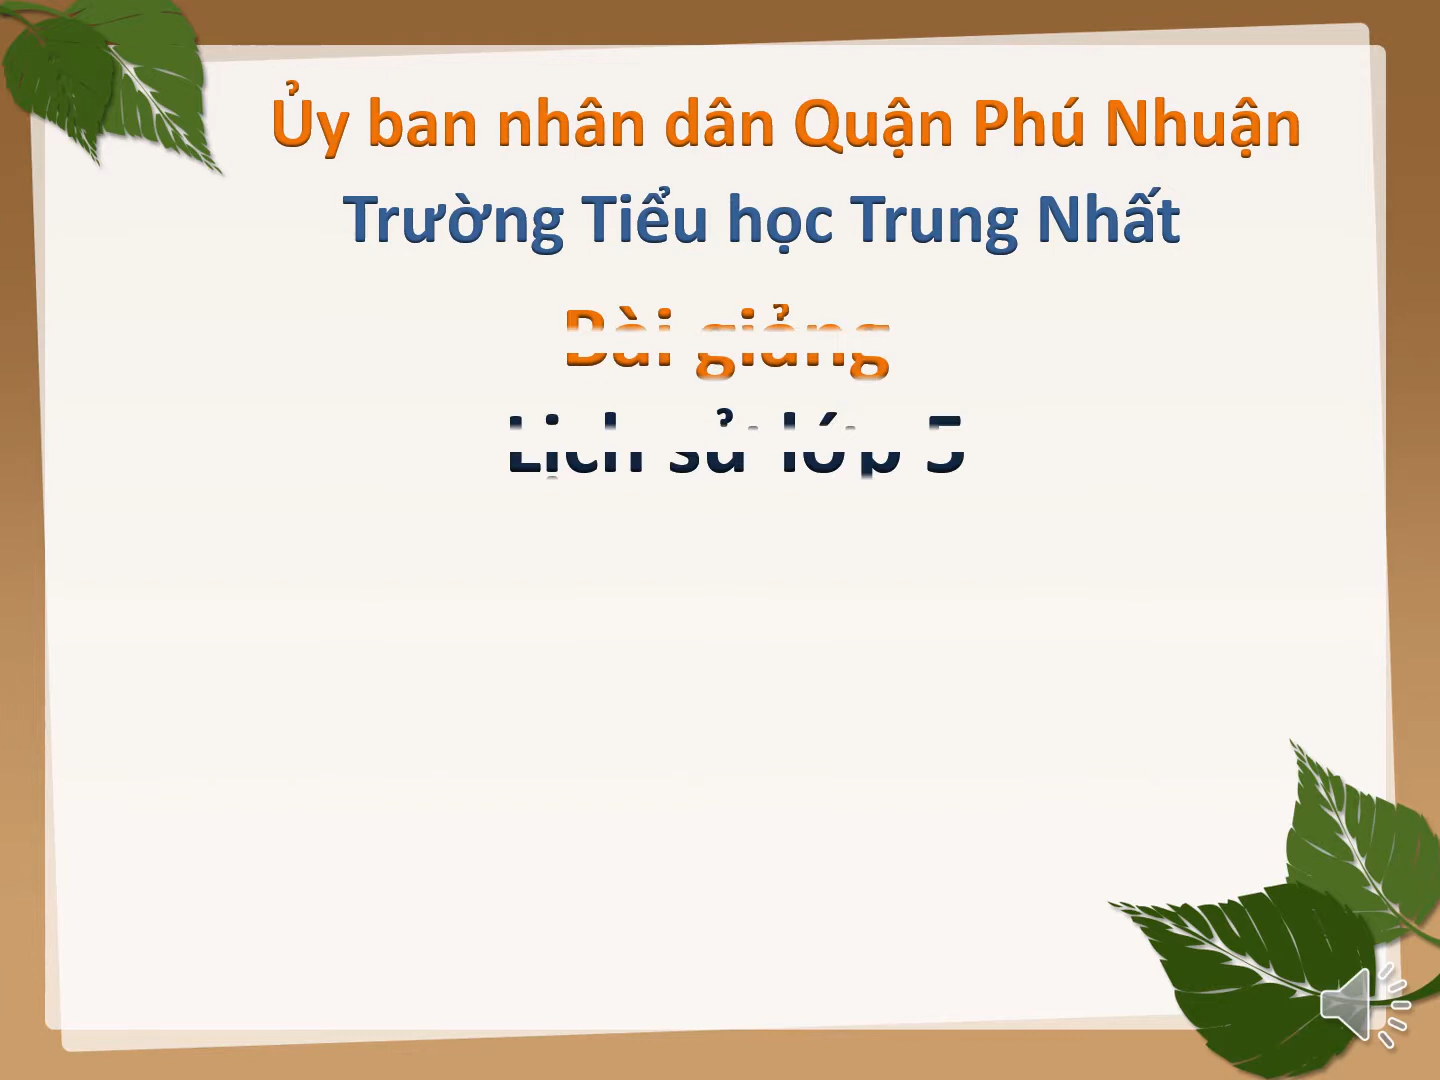 Ủy ban nhân dân Quận Phú Nhuận
Trường Tiểu học Trung Nhất
Bài giảng
Lịch sử lớp 5